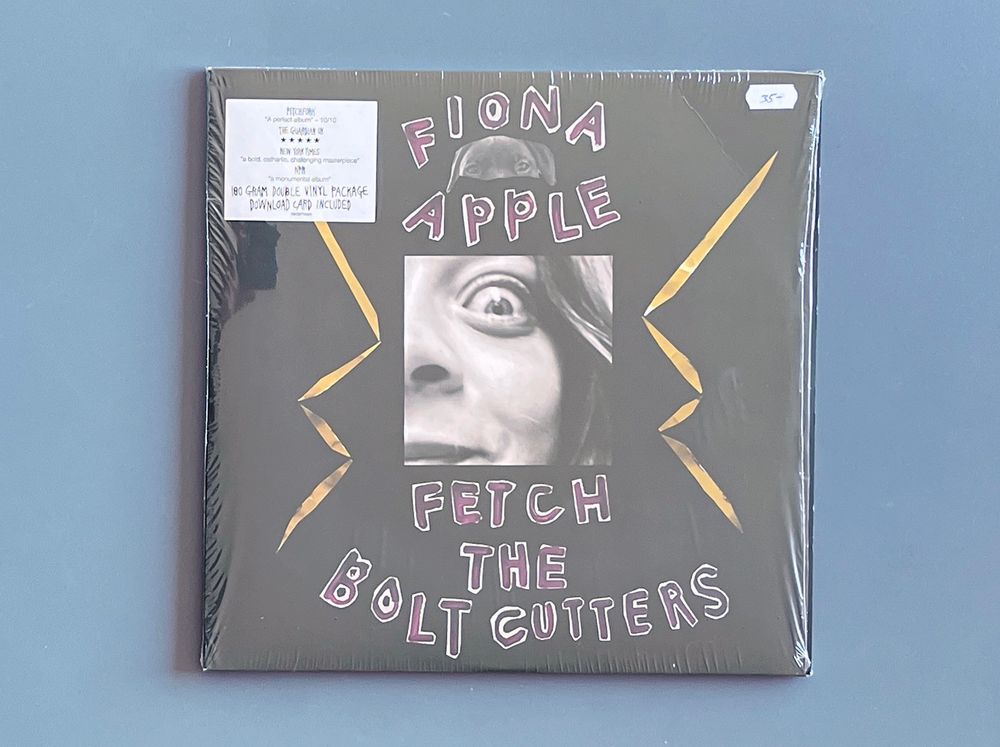 PITCHFORK
"A perfect album" – 10/10
THE GUARDIAN UK
★★★★★
NEW YORK TIMES
"a bold, cathartic, challenging masterpiece"
NPR
"a monumental album"
180 GRAM DOUBLE VINYL PACKAGE
DOWNLOAD CARD INCLUDED
35-
FIONA
APPLE
FETCH
THE
BOLT CUTTERS